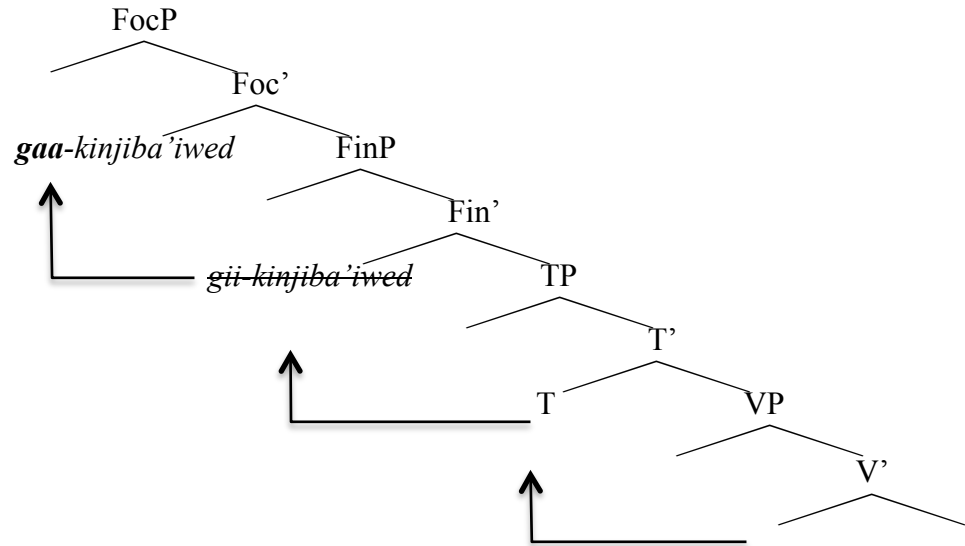 FocP
Foc’
gaa-kinjiba’iwed
FinP
Fin’
gii-kinjiba’iwed
TP
T’
T
VP
V’